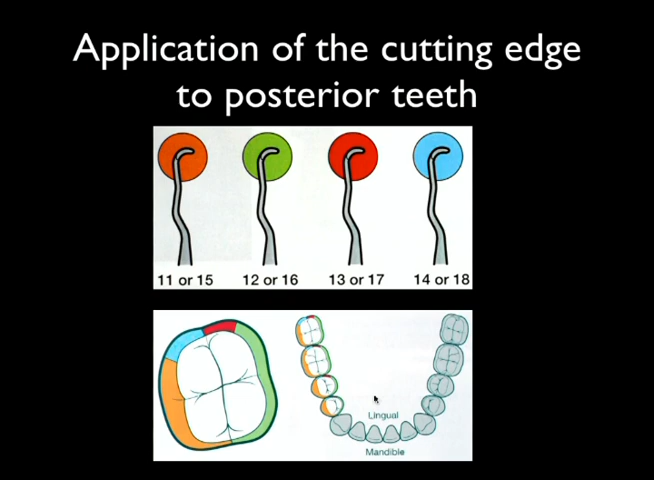 Application of the cutting edge
to posterior teeth
11 or 15
12 or 16
13 or 17
14 or 18
Lingual
Mandible